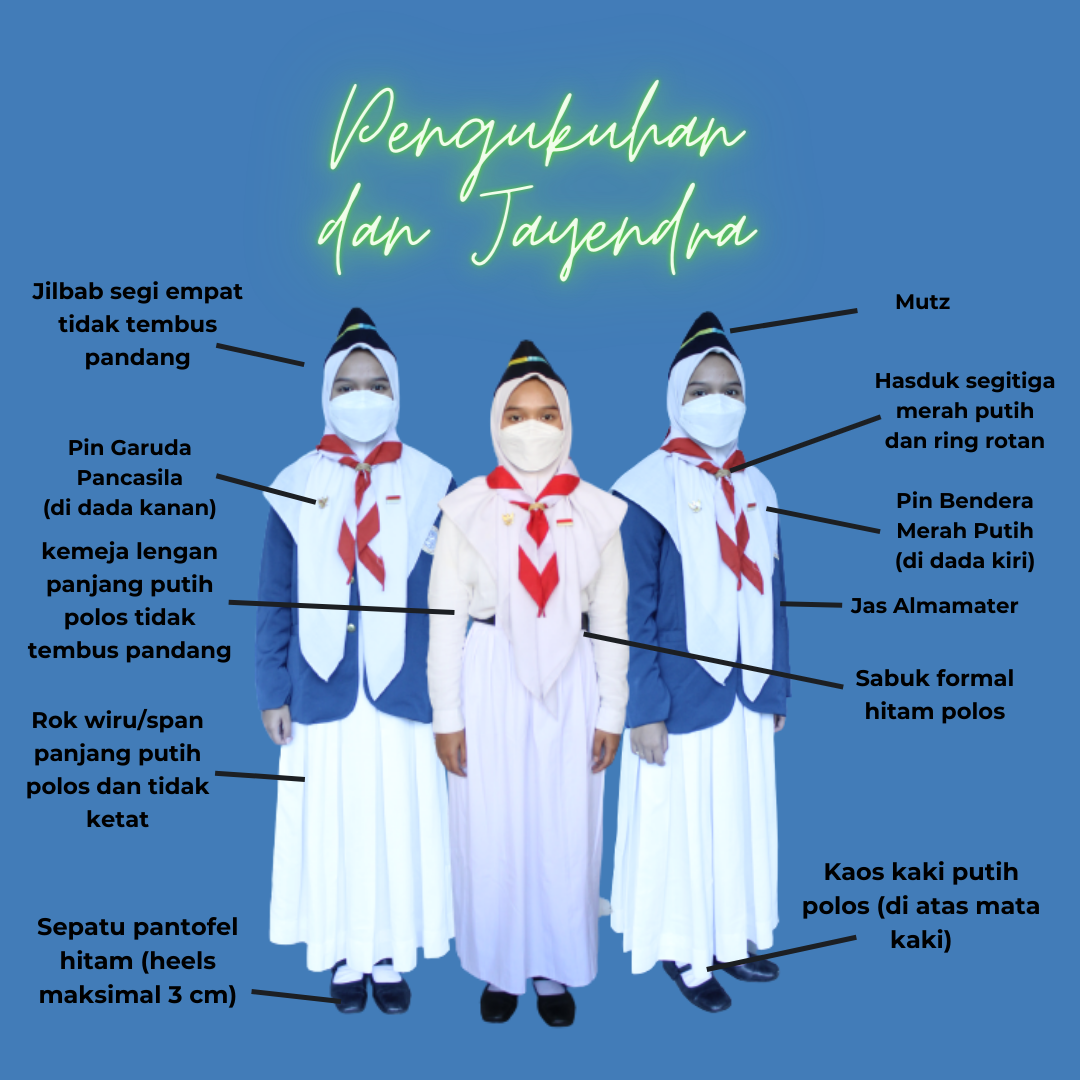 Pengukuhan
dan Jayendra
Jilbab segi empat
tidak tembus
pandang
Pin Garuda
Pancasila
(di dada kanan)
kemeja lengan
panjang putih
polos tidak
tembus pandang
Rok wiru/span
panjang putih
polos dan tidak
ketat
Sepatu pantofel
hitam (heels
maksimal 3 cm)
Mutz
Hasduk segitiga
merah putih
dan ring rotan
Pin Bendera
Merah Putih
(di dada kiri)
Jas Almamater
Sabuk formal
hitam polos
Kaos kaki putih
polos (di atas mata
kaki)